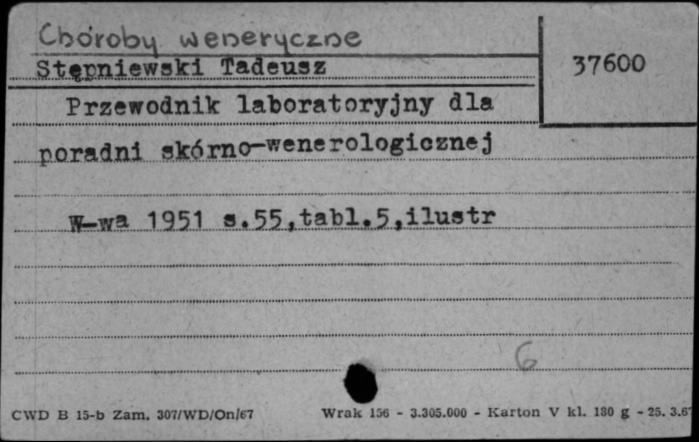 Choroby weneryczne
37600
Stępniewski Tadeusz
Przewodnik laboratoryjny dla
poradni skórno-wenerologicznej
W-wa 1951 s.55,tabl.5,ilustr
6
CWD B 15-b Zam. 307/WD/On/67 Wrak 156 - 3.305.000 - Karton V kl. 180 g - 25. 3.67